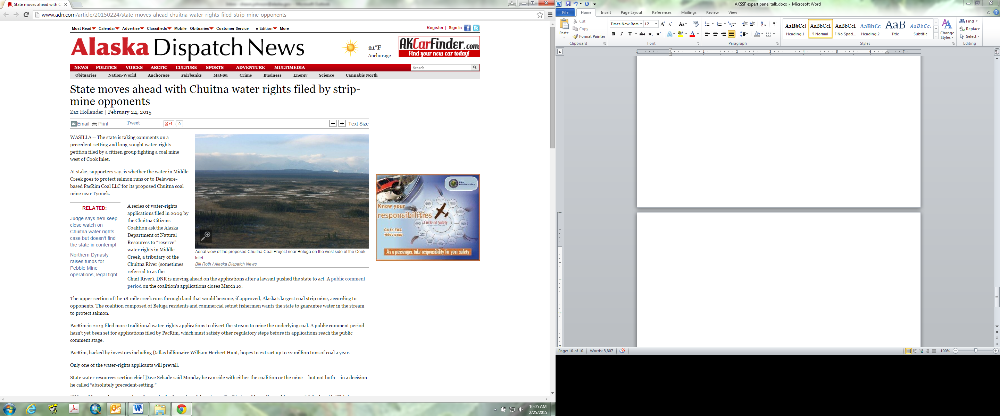 State moves ahead with C
www.adn.com/article/20150224/state-moves-ahead-chuitna-water-rights-filed-strip-mine-opponents
Most Read Calendar Advertise Classifieds Mobile Obituaries Customer Service e-Edition More
Register | Sign In
Alaska Dispatch News
21°F
Anchorage
AKCarFinder.com
Find your new car today!
NEWS POLITICS VOICES ARCTIC CULTURE SPORTS ADVENTURE MULTIMEDIA
Search
Obituaries Nation-World Anchorage Fairbanks Mat-Su Crime Business Energy Science Cannabis North
State moves ahead with Chuitna water rights filed by strip-
mine opponents
Zaz Hollander | February 24, 2015
Email Print Tweet g+1 0
Text Size
WASILLA -- The state is taking comments on a
precedent-setting and long-sought water-rights
petition filed by a citizen group fighting a coal mine
west of Cook Inlet.
At stake, supporters say, is whether the water in Middle
Creek goes to protect salmon runs or to Delaware-
based PacRim Coal LLC for its proposed Chuitna coal
mine near Tyonek.
RELATED:
Judge says he'll keep
close watch on
Chuitna water rights
case but doesn't find
the state in contempt
Northern Dynasty
raises funds for
Pebble Mine
operations, legal fight
A series of water-rights
applications filed in 2009 by
the Chuitna Citizens
Coalition ask the Alaska
Department of Natural
Resources to “reserve”
water rights in Middle
Creek, a tributary of the
Chuitna River (sometimes
referred to as the
Chuit River). DNR is moving ahead on the applications after a lawsuit pushed the state to act. A public comment
period on the coalition's applications closes March 10.
Aerial view of the proposed Chuitna Coal Project near Beluga on the west side of the Cook
Inlet.
Bill Roth / Alaska Dispatch News
FAA
Aviation Safety
Know your
responsibilities
Circle of Safety
Go to FAA
video page
As a passenger, take responsibility for your safety
The upper section of the 18-mile creek runs through land that would become, if approved, Alaska’s largest coal strip mine, according to
opponents. The coalition composed of Beluga residents and commercial setnet fishermen wants the state to guarantee water in the stream
to protect salmon.
PacRim in 2013 filed more traditional water-rights applications to divert the stream to mine the underlying coal. A public comment period
hasn't yet been set for applications filed by PacRim, which must satisfy other regulatory steps before its applications reach the public
comment stage.
PacRim, backed by investors including Dallas billionaire William Herbert Hunt, hopes to extract up to 12 million tons of coal a year.
Only one of the water-rights applicants will prevail.
State water resources section chief Dave Schade said Monday he can side with either the coalition or the mine -- but not both -- in a decision
he called “absolutely precedent-setting.”
10:05 AM
2/25/2015
AKSSF expert panel talk.docx - Microsoft Word
File Home Insert Page Layout References Mailings Review View
Paste
Cut
Copy
Format Painter
Clipboard
Times New Rom 12
Font
Paragraph
AaBbCcI AaBbCcI AaBbCcI AaBbCc AaB AaBbCc.
Heading 1 ¶ Normal ¶ No Spaci... Heading 2 Title Subtitle
Change
Styles
Styles
Find
Replace
Select
Editing
1 1 2 3 4 5 6 7
1
2
3
Page: 10 of 10 Words: 3,807
100%